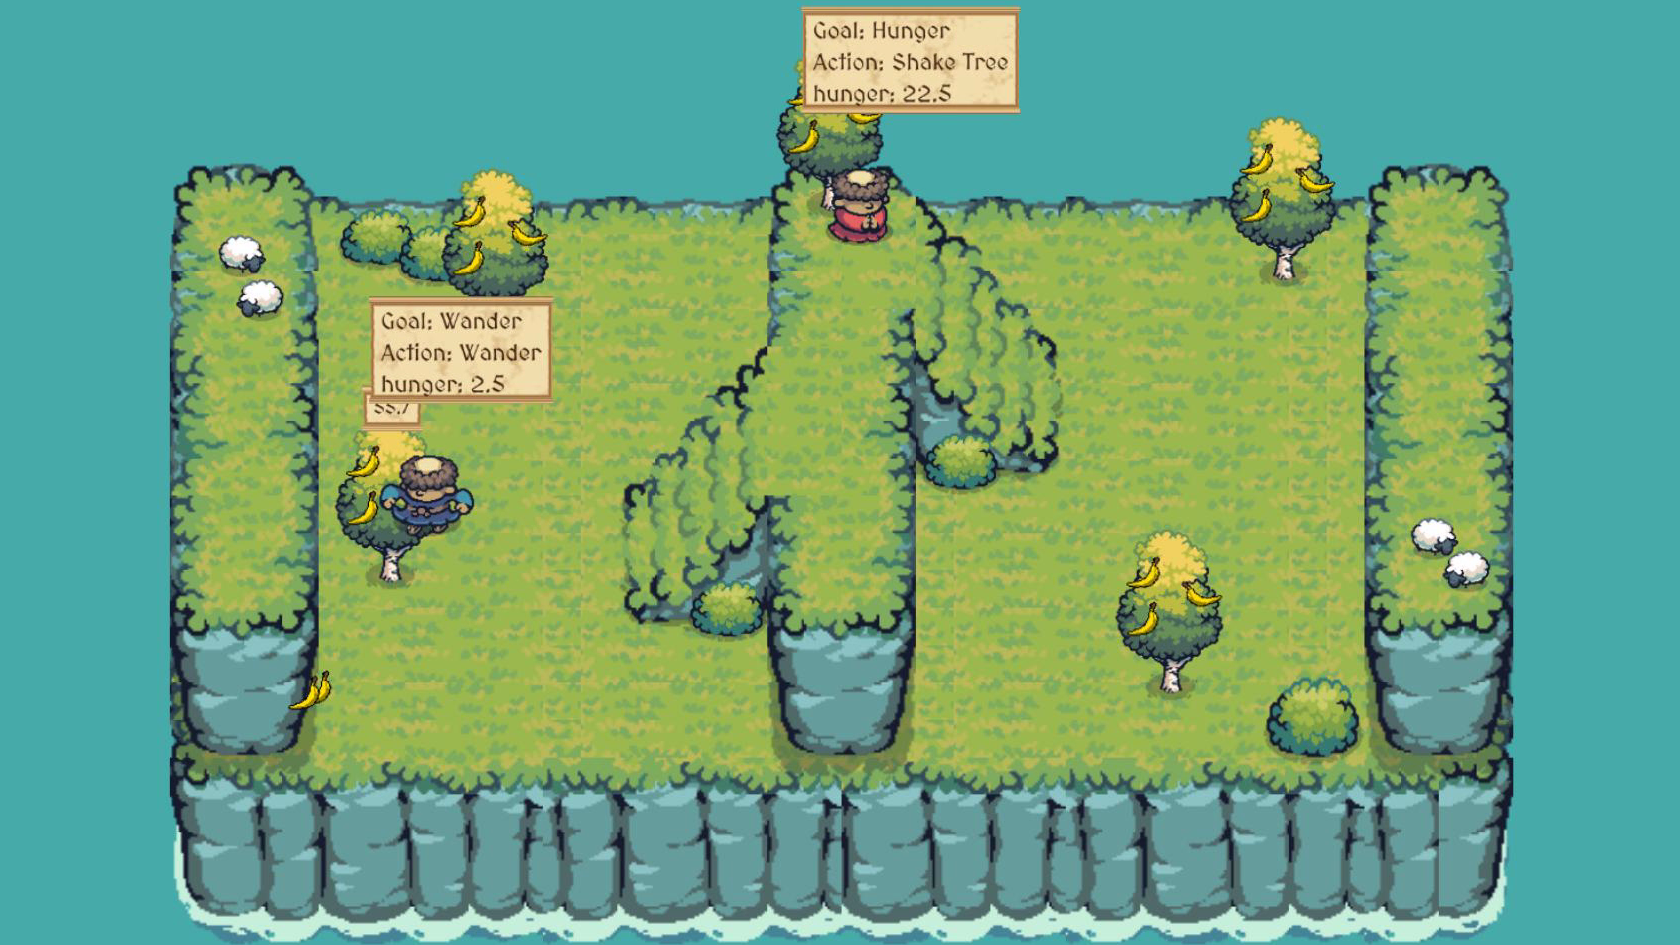 Goal: Hunger
Action: Shake Tree
hunger: 22.5
Goal: Wander
Action: Wander
hunger: 2.5